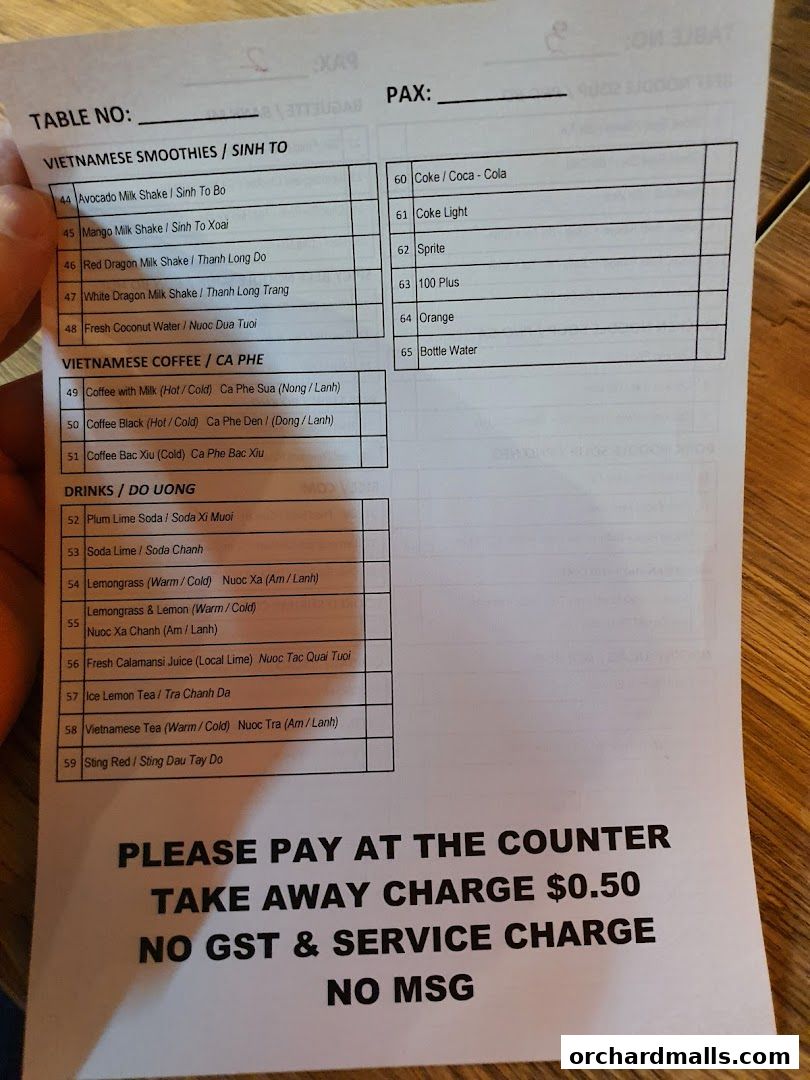 TABLE NO:
PAX:
VIETNAMESE SMOOTHIES / SINH TO
44 Avocado Milk Shake / Sinh To Bo
45 Mango Milk Shake / Sinh To Xoai
46 Red Dragon Milk Shake / Thanh Long Do
47 White Dragon Milk Shake / Thanh Long Trang
48 Fresh Coconut Water / Nuoc Dua Tuoi
VIETNAMESE COFFEE / CA PHE
49 Coffee with Milk (Hot / Cold) Ca Phe Sua (Nong / Lanh)
50 Coffee Black (Hot / Cold) Ca Phe Den / (Dong / Lanh)
51 Coffee Bac Xiu (Cold) Ca Phe Bac Xiu
DRINKS / DO UONG
52 Plum Lime Soda / Soda Xi Muoi
53 Soda Lime / Soda Chanh
54 Lemongrass (Warm / Cold) Nuoc Xa (Am / Lanh)
55 Lemongrass & Lemon (Warm / Cold)
Nuoc Xa Chanh (Am / Lanh)
56 Fresh Calamansi Juice (Local Lime) Nuoc Tac Quai Tuoi
57 Ice Lemon Tea / Tra Chanh Da
58 Vietnamese Tea (Warm / Cold) Nuoc Tra (Am / Lanh)
59 Sting Red / Sting Dau Tay Do
60 Coke / Coca - Cola
61 Coke Light
62 Sprite
63 100 Plus
64 Orange
65 Bottle Water
PLEASE PAY AT THE COUNTER
TAKE AWAY CHARGE $0.50
NO GST & SERVICE CHARGE
NO MSG
orchardmalls.com